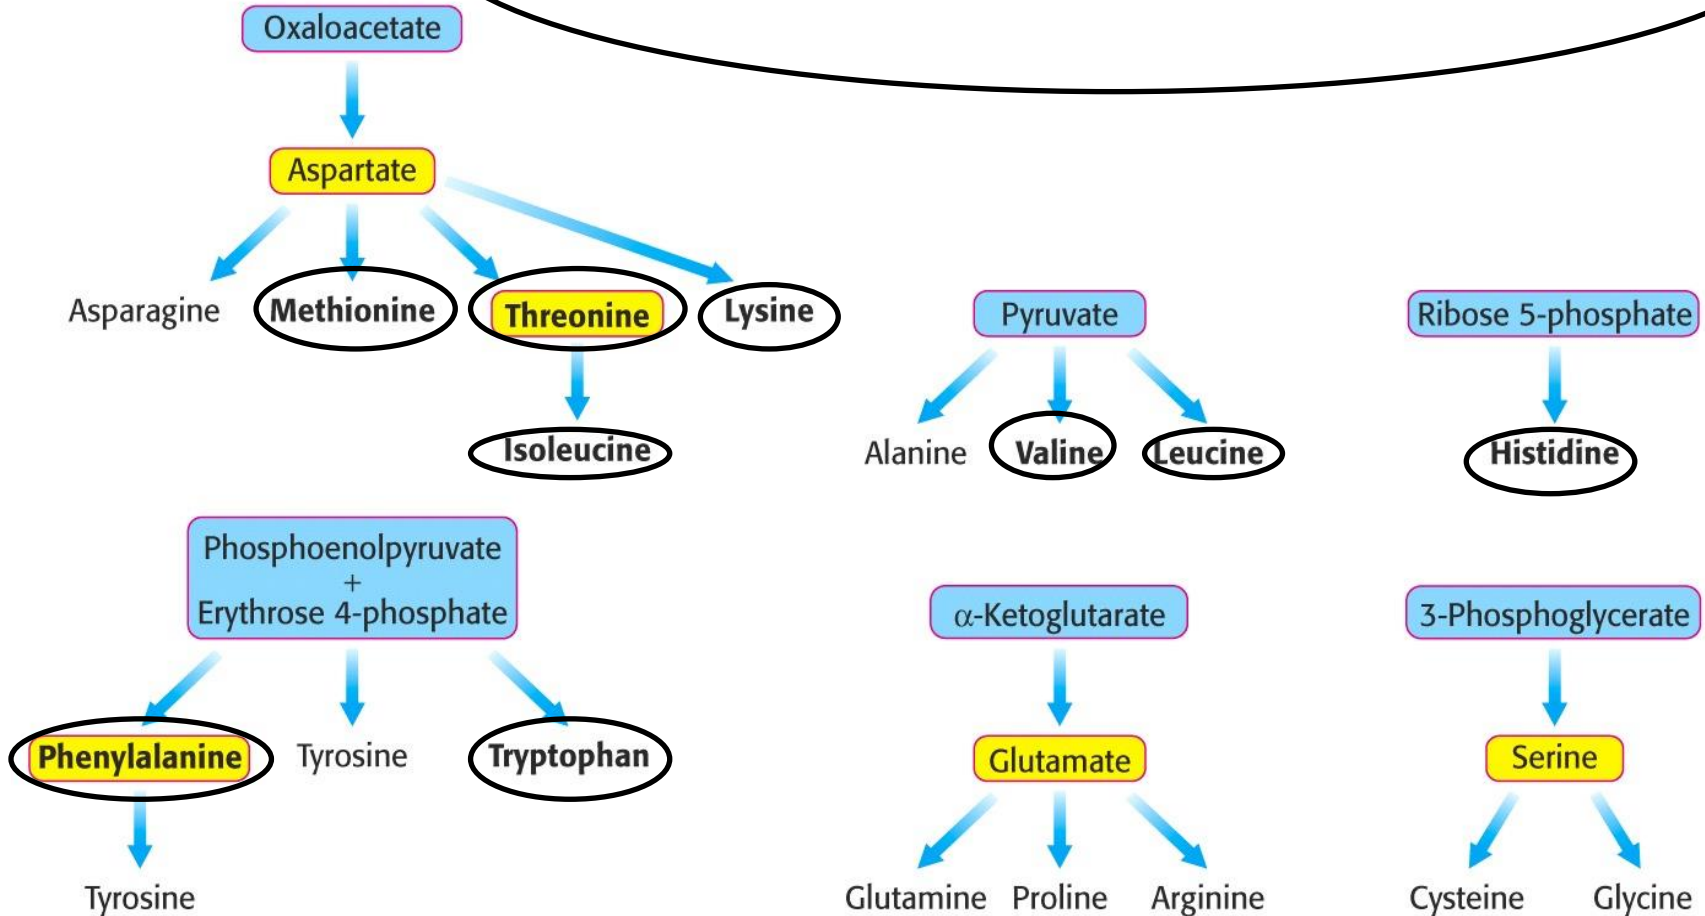 Oxaloacetate
Aspartate
Asparagine
Methionine
Threonine
Lysine
Isoleucine
Pyruvate
Alanine
Valine
Leucine
Ribose 5-phosphate
Histidine
Phosphoenolpyruvate
+
Erythrose 4-phosphate
Phenylalanine
Tyrosine
Tryptophan
Tyrosine
α-Ketoglutarate
Glutamate
Glutamine
Proline
Arginine
3-Phosphoglycerate
Serine
Cysteine
Glycine